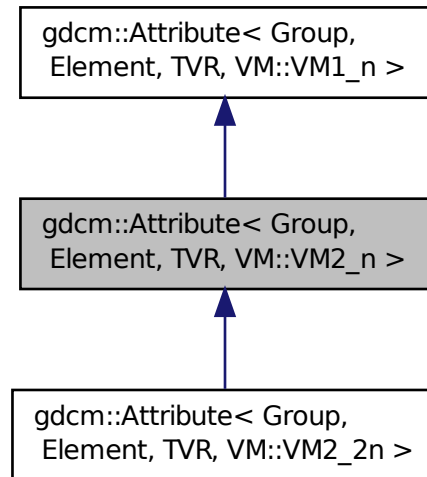 gdcm::Attribute< Group,
Element, TVR, VM::VM1_n >
gdcm::Attribute< Group,
Element, TVR, VM::VM2_n >
gdcm::Attribute< Group,
Element, TVR, VM::VM2_2n >